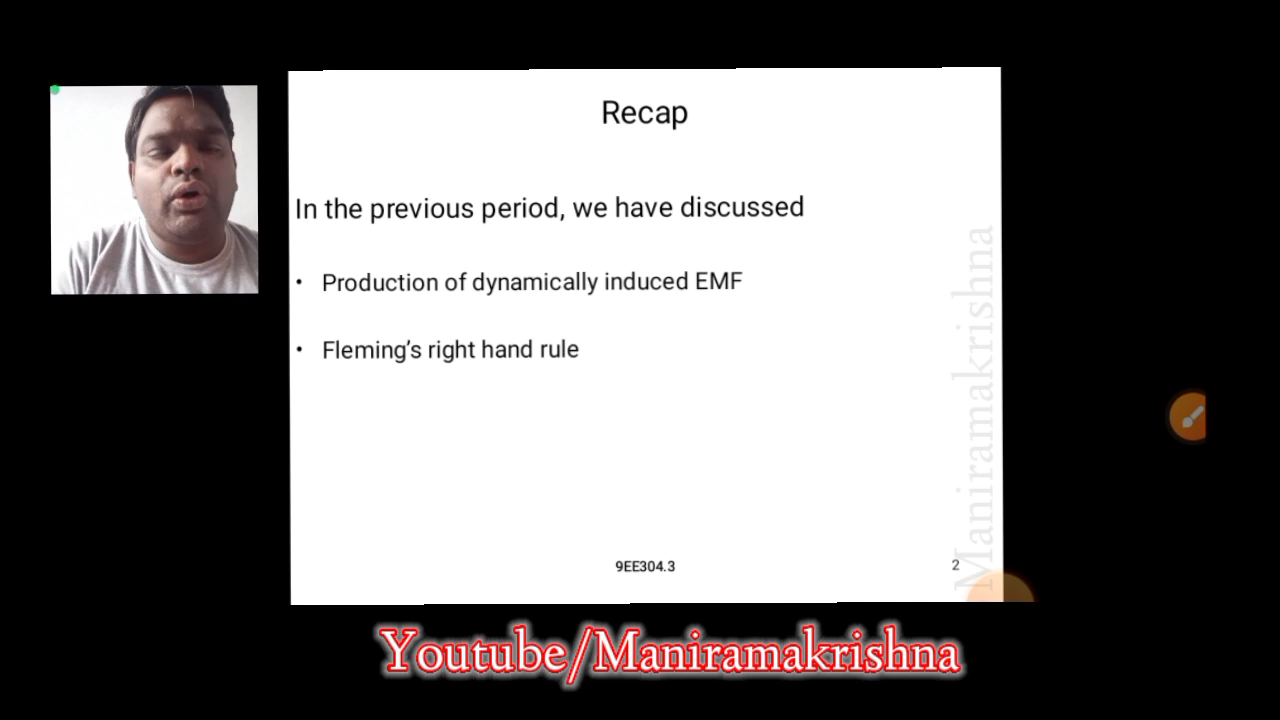 Recap
In the previous period, we have discussed
• Production of dynamically induced EMF
• Fleming's right hand rule
Maniramakrishna
9EE304.3
2
Youtube/Maniramakrishna